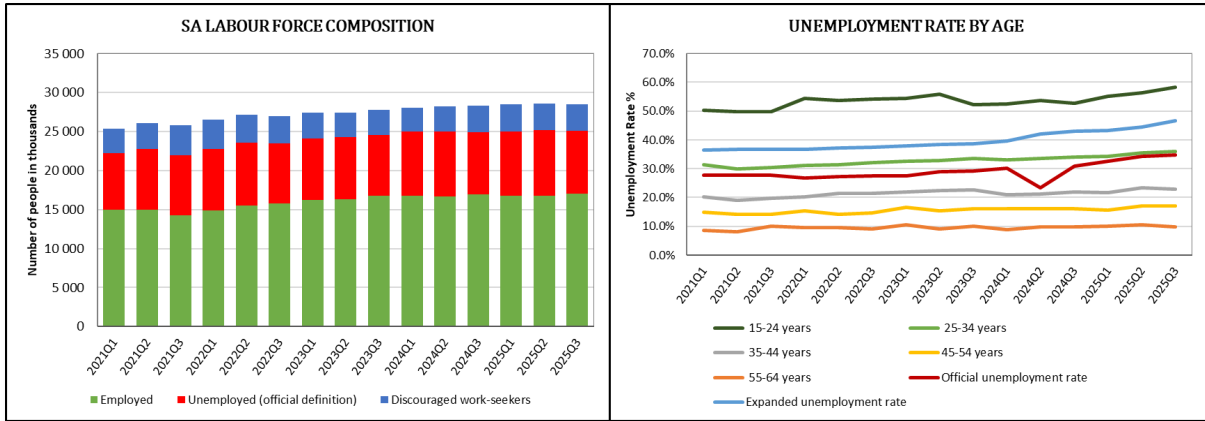 SA LABOUR FORCE COMPOSITION
Number of people in thousands
35 000
30 000
25 000
20 000
15 000
10 000
5 000
0
2021Q1
2021Q2
2021Q3
2022Q1
2022Q2
2022Q3
2023Q1
2023Q2
2023Q3
2024Q1
2024Q2
2024Q3
2025Q1
2025Q2
2025Q3
Employed
Unemployed (official definition)
Discouraged work-seekers
UNEMPLOYMENT RATE BY AGE
Unemployment Rate %
70.0%
60.0%
50.0%
40.0%
30.0%
20.0%
10.0%
0.0%
2021Q1
2021Q2
2021Q3
2022Q1
2022Q2
2022Q3
2023Q1
2023Q2
2023Q3
2024Q1
2024Q2
2024Q3
2025Q1
2025Q2
2025Q3
15-24 years
25-34 years
35-44 years
45-54 years
55-64 years
Official unemployment rate
Expanded unemployment rate